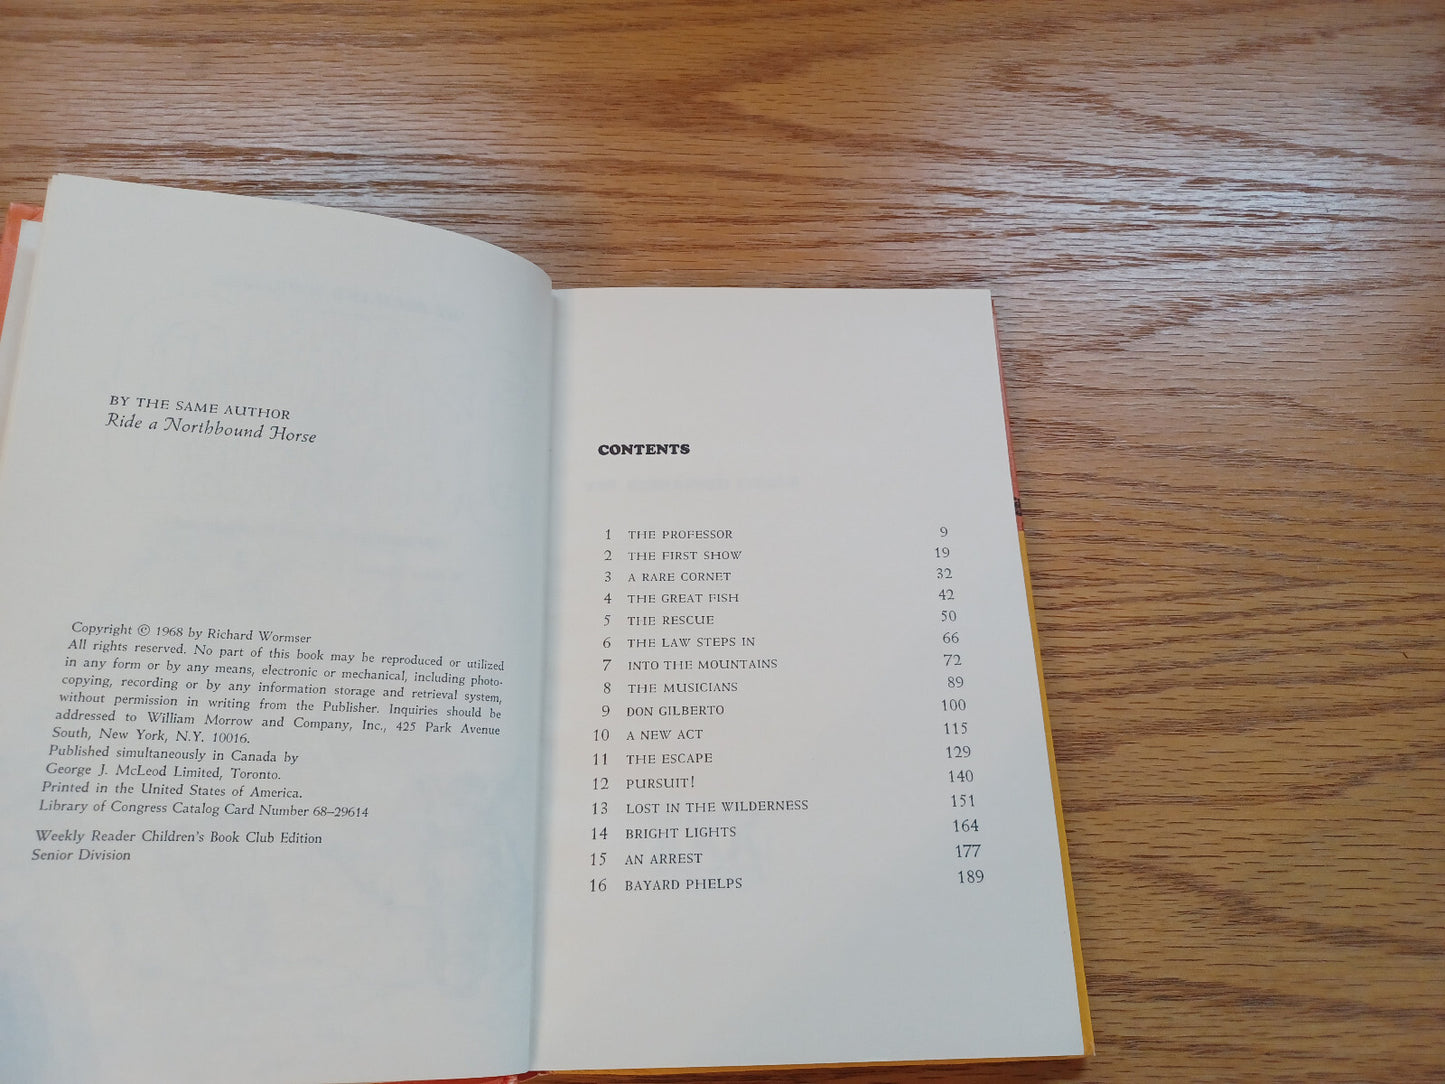 BY THE SAME AUTHOR
Ride a Northbound Horse
Copyright © 1968 by Richard Wormser
All rights reserved. No part of this book may be reproduced or utilized
in any form or by any means, electronic or mechanical, including photo-
copying, recording or by any information storage and retrieval system,
without permission in writing from the Publisher. Inquiries should be
addressed to William Morrow and Company, Inc., 425 Park Avenue
South, New York, N.Y. 10016.
Published simultaneously in Canada by
George J. McLeod Limited, Toronto.
Printed in the United States of America.
Library of Congress Catalog Card Number 68–29614
Weekly Reader Children's Book Club Edition
Senior Division
CONTENTS
1 THE PROFESSOR 9
2 THE FIRST SHOW 19
3 A RARE CORNET 32
4 THE GREAT FISH 42
5 THE RESCUE 50
6 THE LAW STEPS IN 66
7 INTO THE MOUNTAINS 72
8 THE MUSICIANS 89
9 DON GILBERTO 100
10 A NEW ACT 115
11 THE ESCAPE 129
12 PURSUIT! 140
13 LOST IN THE WILDERNESS 151
14 BRIGHT LIGHTS 164
15 AN ARREST 177
16 BAYARD PHELPS 189